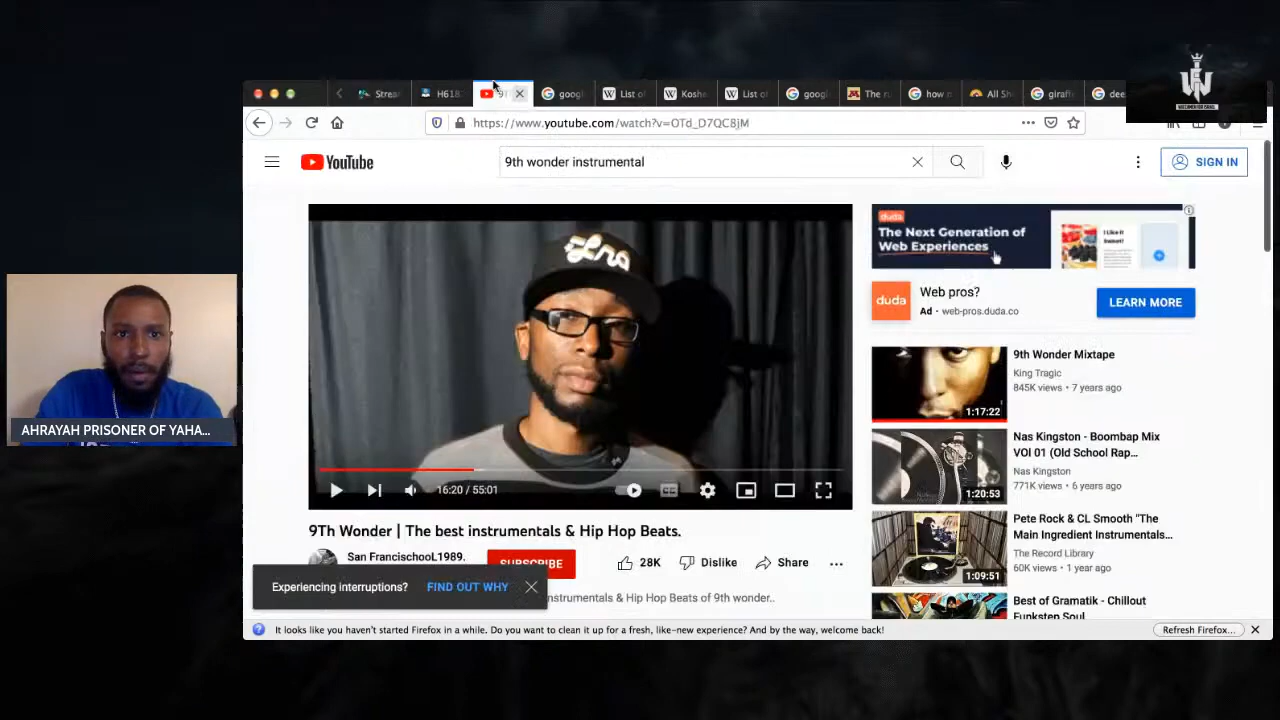 Strea
H618
9T
googl
List of
Koshe
List of
googl
The ru
how n
All Sh
giraff
dee
https://www.youtube.com/watch?v=OTd_D7QC8jM
YouTube
9th wonder instrumental
SIGN IN
duda
The Next Generation of
Web Experiences
I Like It
duda
Web pros?
Ad · web-pros.duda.co
LEARN MORE
16:20 / 55:01
CC
9Th Wonder | The best instrumentals & Hip Hop Beats.
San FrancischooL1989.
SUBSCRIBE
28K
Dislike
Share
nstrumentals & Hip Hop Beats of 9th wonder..
Experiencing interruptions?
FIND OUT WHY
1:17:22
9th Wonder Mixtape
King Tragic
845K views · 7 years ago
1:20:53
Nas Kingston - Boombap Mix
VOl 01 (Old School Rap...
Nas Kingston
771K views · 6 years ago
1:09:51
Pete Rock & CL Smooth "The
Main Ingredient Instrumentals...
The Record Library
60K views · 1 year ago
Best of Gramatik - Chillout
Funkstep Soul
It looks like you haven't started Firefox in a while. Do you want to clean it up for a fresh, like-new experience? And by the way, welcome back!
Refresh Firefox...
AHRAYAH PRISONER OF YAHA...